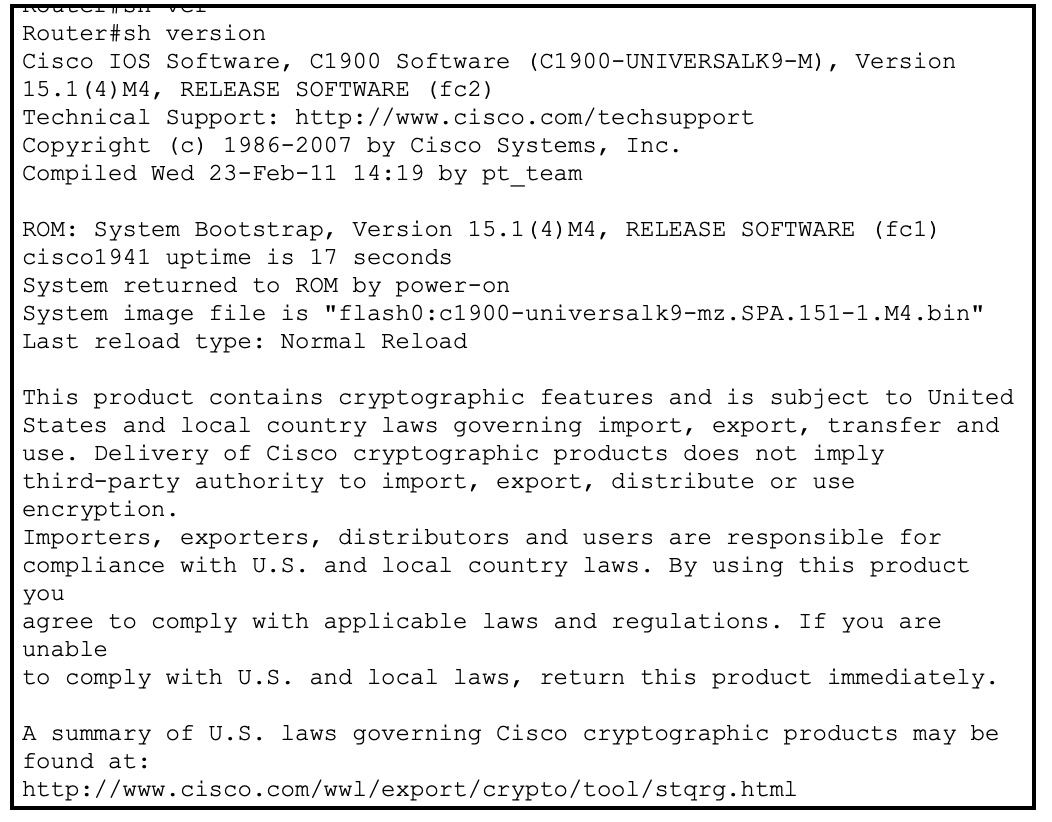 Router#sh ver
Router#sh version
Cisco IOS Software, C1900 Software (C1900-UNIVERSALK9-M), Version
15.1(4)M4, RELEASE SOFTWARE (fc2)
Technical Support: http://www.cisco.com/techsupport
Copyright (c) 1986-2007 by Cisco Systems, Inc.
Compiled Wed 23-Feb-11 14:19 by pt_team

ROM: System Bootstrap, Version 15.1(4)M4, RELEASE SOFTWARE (fc1)
cisco1941 uptime is 17 seconds
System returned to ROM by power-on
System image file is "flash0:c1900-universalk9-mz.SPA.151-1.M4.bin"
Last reload type: Normal Reload

This product contains cryptographic features and is subject to United
States and local country laws governing import, export, transfer and
use. Delivery of Cisco cryptographic products does not imply
third-party authority to import, export, distribute or use
encryption.
Importers, exporters, distributors and users are responsible for
compliance with U.S. and local country laws. By using this product
you
agree to comply with applicable laws and regulations. If you are
unable
to comply with U.S. and local laws, return this product immediately.

A summary of U.S. laws governing Cisco cryptographic products may be
found at:
http://www.cisco.com/wwl/export/crypto/tool/stqrg.html